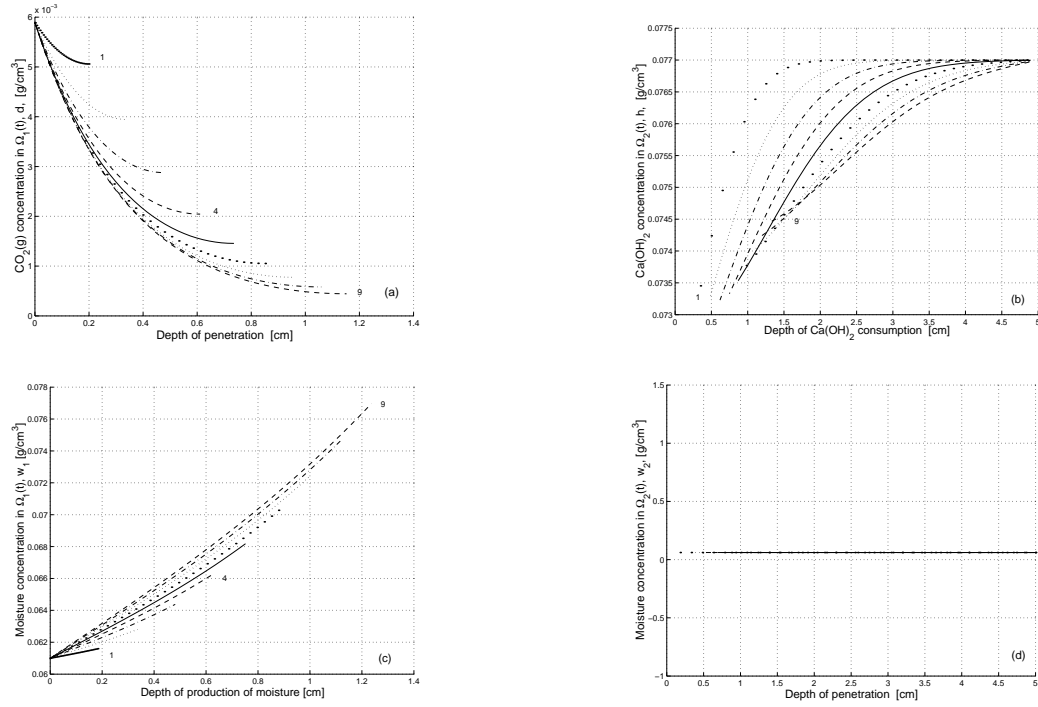 x 10⁻³
6
5
4
3
2
1
0
0 0.2 0.4 0.6 0.8 1 1.2 1.4
CO₂(g) concentration in Ω₁(t), d, [g/cm³]
Depth of penetration [cm]
1
4
9
(a)
0.0775
0.077
0.0765
0.076
0.0755
0.075
0.0745
0.074
0.0735
0.073
0 0.5 1 1.5 2 2.5 3 3.5 4 4.5 5
Ca(OH)₂ concentration in Ω₂(t), h, [g/cm³]
Depth of Ca(OH)₂ consumption [cm]
9
1
(b)
0.078
0.076
0.074
0.072
0.07
0.068
0.066
0.064
0.062
0.06
0 0.2 0.4 0.6 0.8 1 1.2 1.4
Moisture concentration in Ω₁(t), w₁ [g/cm³]
Depth of production of moisture [cm]
9
4
1
(c)
1.5
1
0.5
0
−0.5
−1
0 0.5 1 1.5 2 2.5 3 3.5 4 4.5 5
Moisture concentration in Ω₂(t), w₂, [g/cm³]
Depth of penetration [cm]
(d)